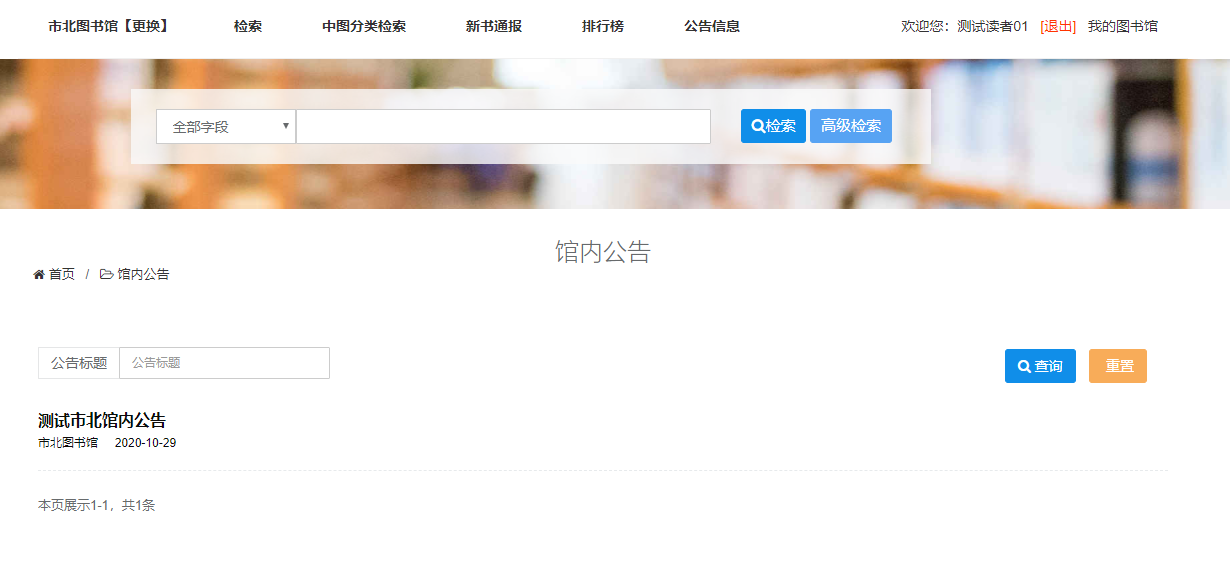 市北图书馆【更换】 检索 中图分类检索 新书通报 排行榜 公告信息 欢迎您：测试读者01 [退出] 我的图书馆
全部字段 检索 高级检索
馆内公告
首页 / 馆内公告
公告标题 公告标题 查询 重置
测试市北馆内公告
市北图书馆 2020-10-29
本页展示1-1，共1条